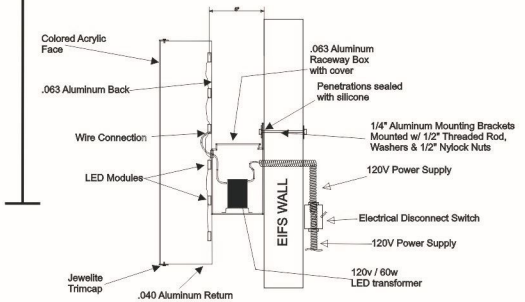 6"
Colored Acrylic
Face
.063 Aluminum Back
Wire Connection
LED Modules
Jewelite
Trimcap
.040 Aluminum Return
.063 Aluminum
Raceway Box
with cover
Penetrations sealed
with silicone
1/4" Aluminum Mounting Brackets
Mounted w/ 1/2" Threaded Rod,
Washers & 1/2" Nylock Nuts
120V Power Supply
EIFS WALL
Electrical Disconnect Switch
120V Power Supply
120v / 60w
LED transformer